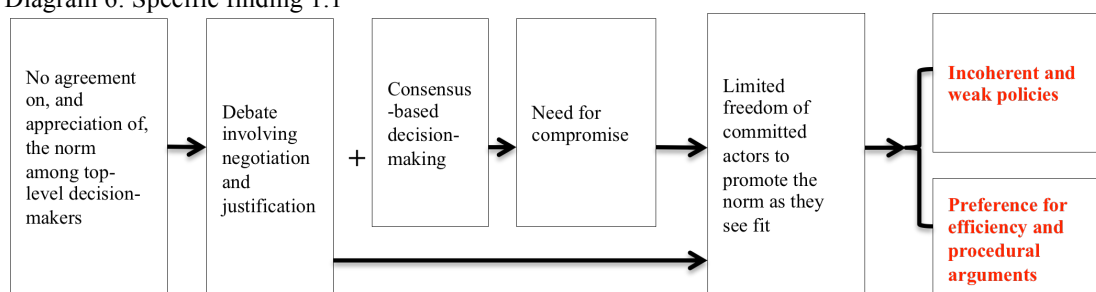 Diagram 6: Specific finding 1.1
No agreement
on, and
appreciation of,
the norm
among top-
level decision-
makers
Debate
involving
negotiation
and
justification
+
Consensus
-based
decision-
making
Need for
compromise
Limited
freedom of
committed
actors to
promote the
norm as they
see fit
Incoherent and
weak policies
Preference for
efficiency and
procedural
arguments